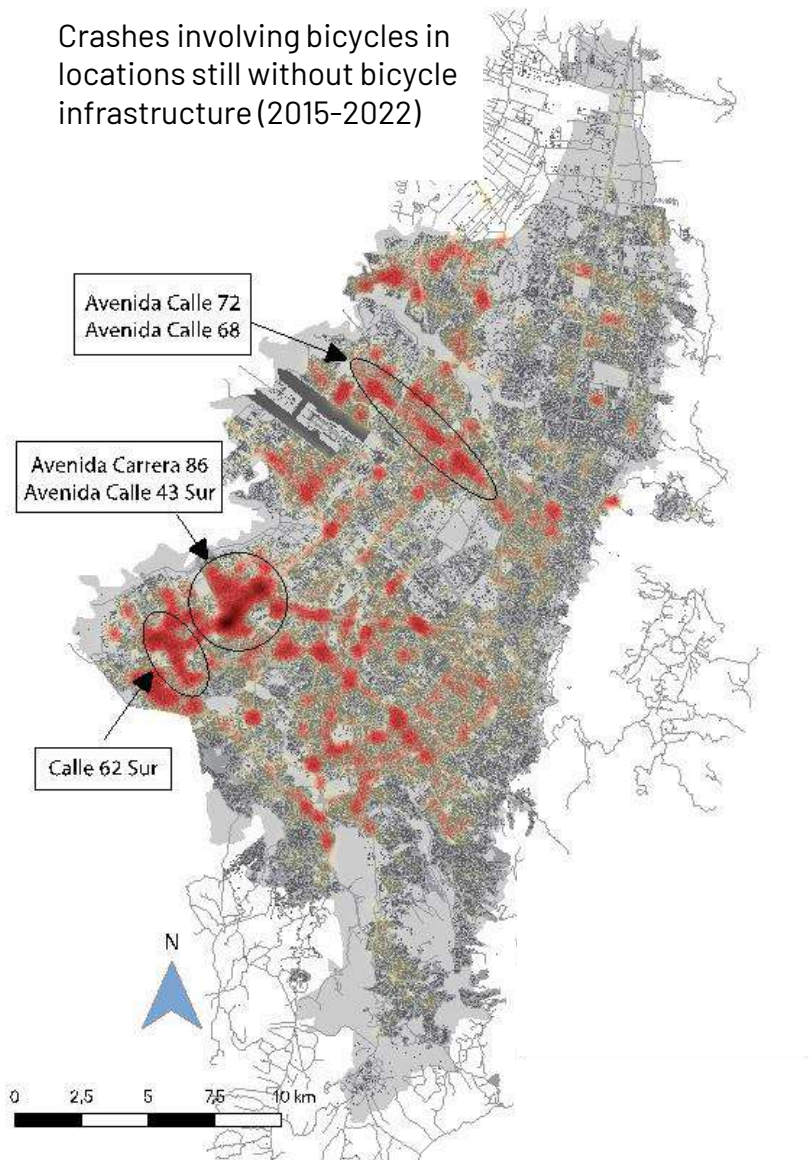 Crashes involving bicycles in
locations still without bicycle
infrastructure (2015-2022)
Avenida Calle 72
Avenida Calle 68
Avenida Carrera 86
Avenida Calle 43 Sur
Calle 62 Sur
N
0 2,5 5 7,5 10 km